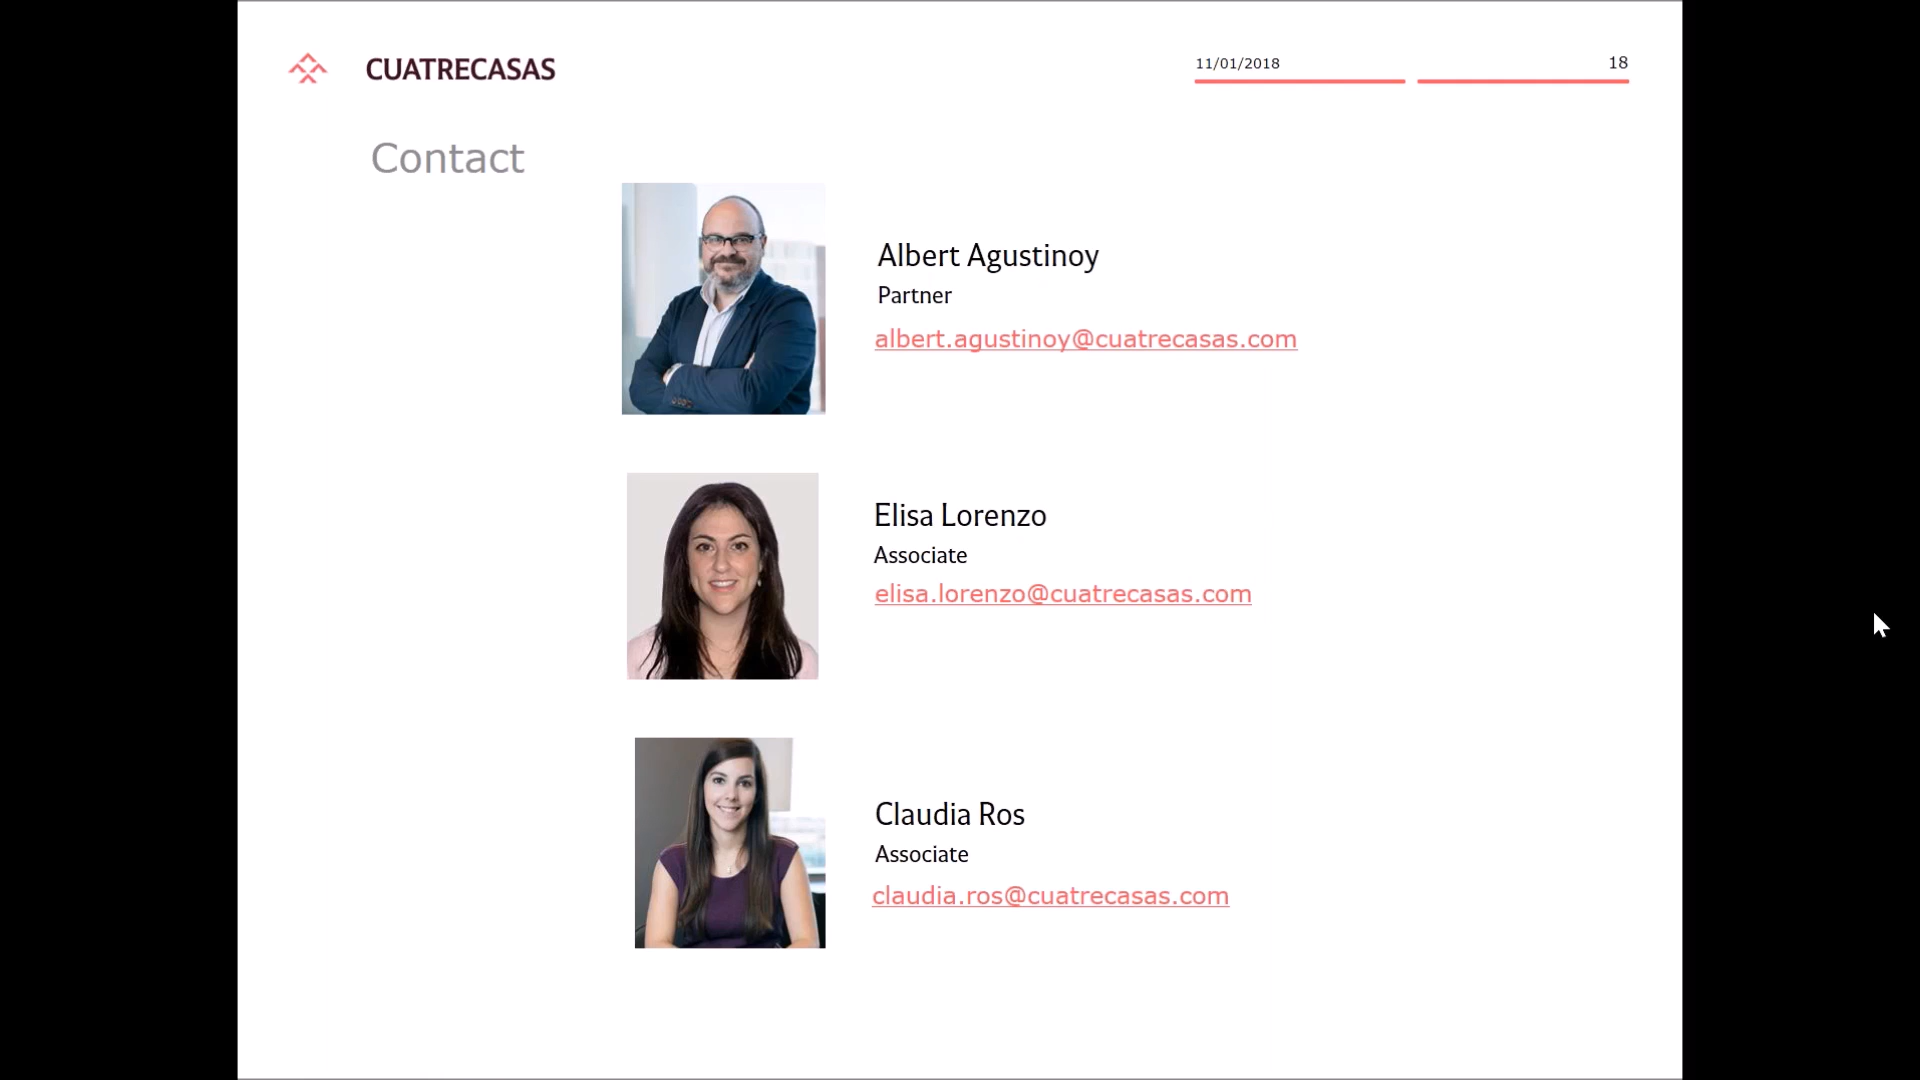 CUATRECASAS
11/01/2018
18
Contact
Albert Agustinoy
Partner
albert.agustinoy@cuatrecasas.com
Elisa Lorenzo
Associate
elisa.lorenzo@cuatrecasas.com
Claudia Ros
Associate
claudia.ros@cuatrecasas.com